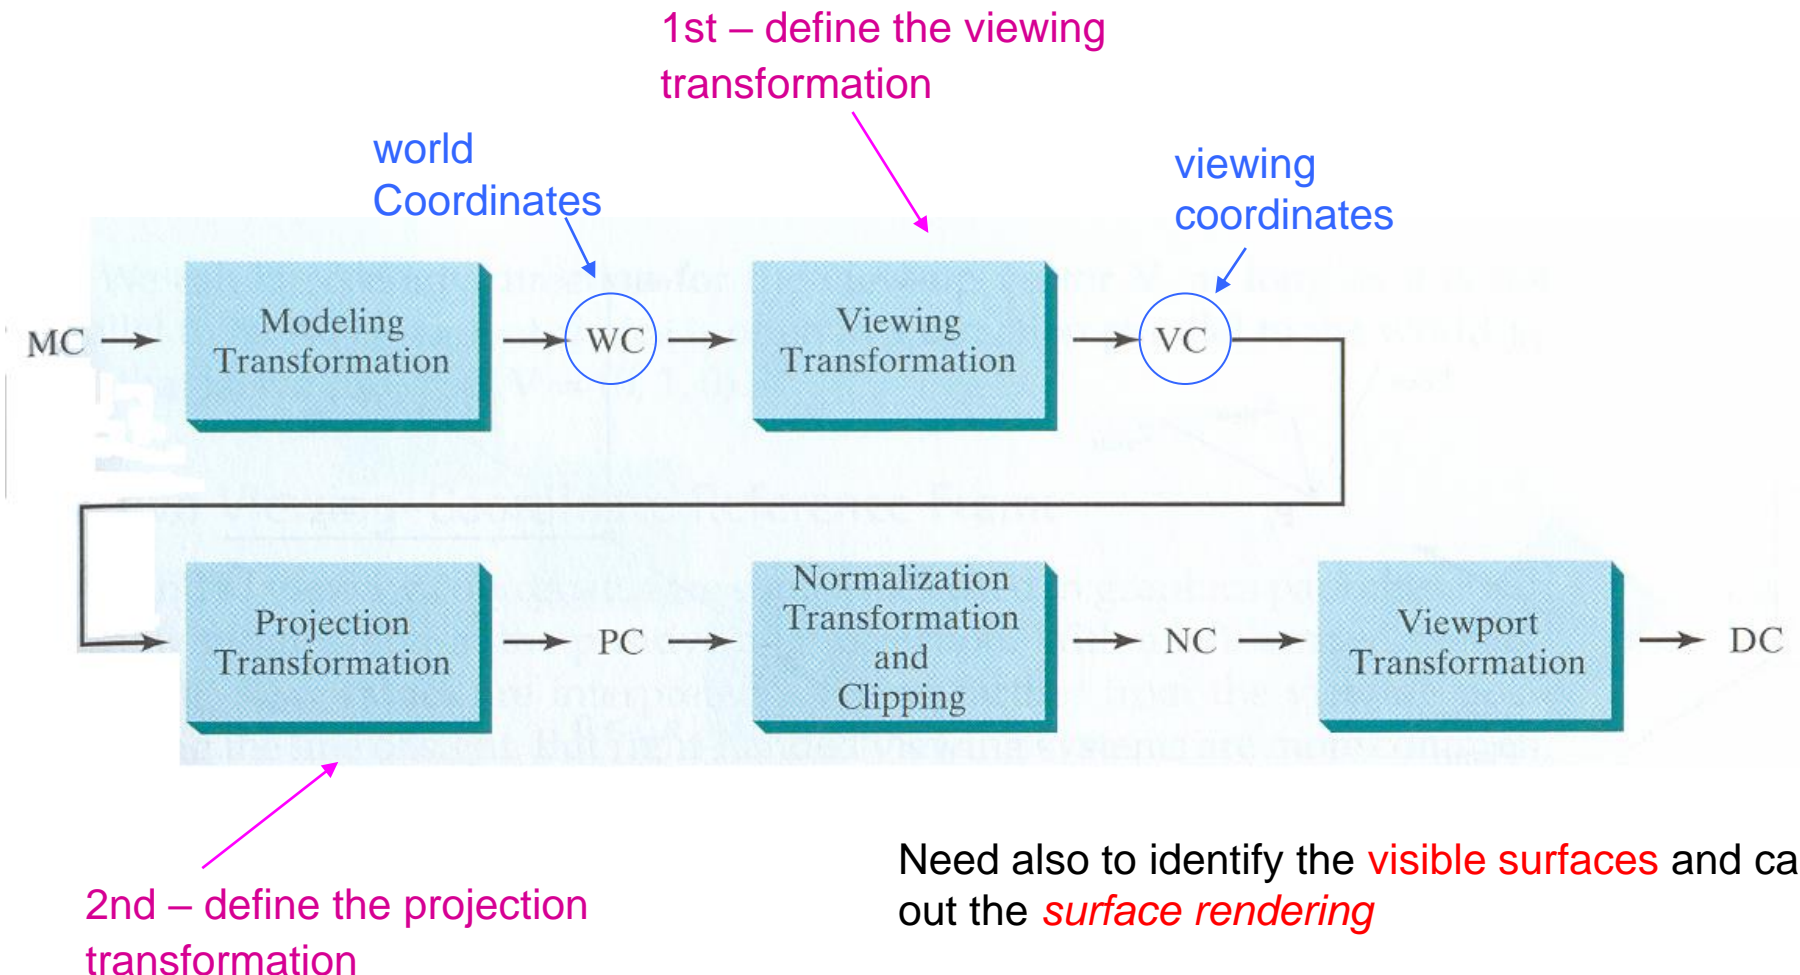 1st – define the viewing
transformation
world
Coordinates
viewing
coordinates
MC
Modeling
Transformation
WC
Viewing
Transformation
VC
Projection
Transformation
PC
Normalization
Transformation
and
Clipping
NC
Viewport
Transformation
DC
2nd – define the projection
transformation
Need also to identify the visible surfaces and ca
out the surface rendering